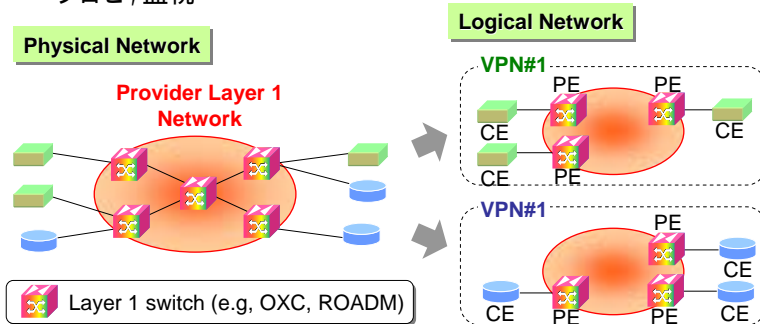 Physical Network
Provider Layer 1
Network
Layer 1 switch (e.g, OXC, ROADM)
Logical Network
VPN#1
PE
PE
CE
CE
CE
PE
VPN#1
PE
CE
CE
PE
PE
CE